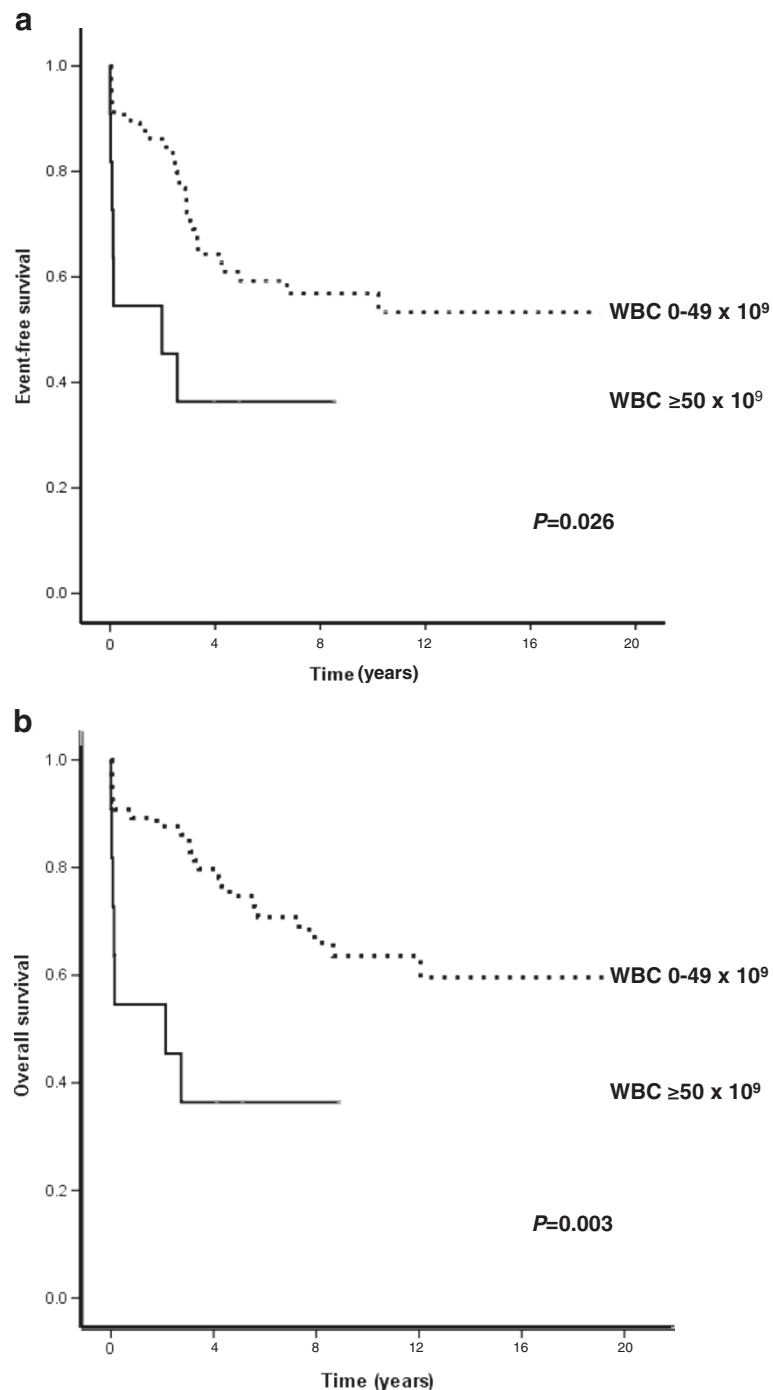 a
1.0
0.8
0.6
0.4
0.2
0.0
Event-free survival
WBC 0-49 x 10⁹
WBC ≥50 x 10⁹
P=0.026
0 4 8 12 16 20
Time (years)
b
1.0
0.8
0.6
0.4
0.2
0.0
Overall survival
WBC 0-49 x 10⁹
WBC ≥50 x 10⁹
P=0.003
0 4 8 12 16 20
Time (years)